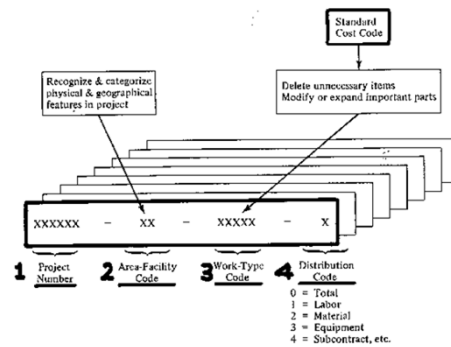 Standard
Cost Code
Recognize & categorize
physical & geographical
features in project
Delete unnecessary items
Modify or expand important parts
XXXXXX – XX – XXXXX – X
1 Project
Number
2 Area-Facility
Code
3 Work-Type
Code
4 Distribution
Code
0 = Total
1 = Labor
2 = Material
3 = Equipment
4 = Subcontract, etc.